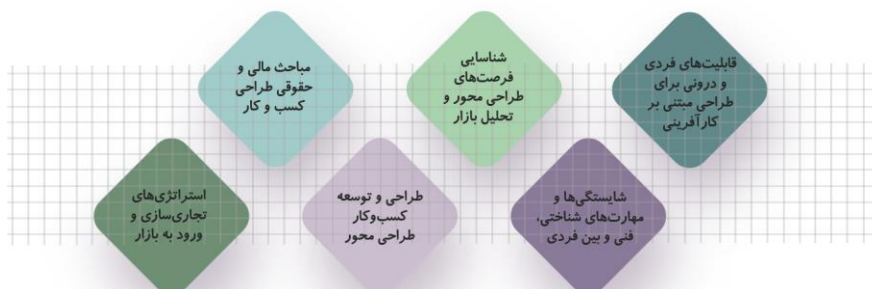 قابلیت‌های فردی
و درونی برای
طراحی مبتنی بر
کارآفرینی
شایستگی‌ها و
مهارت‌های شناختی،
فنی و بین فردی
شناسایی
فرصت‌های
طراحی محور و
تحلیل بازار
طراحی و توسعه
کسب‌وکار
طراحی محور
مباحث مالی و
حقوقی طراحی
کسب و کار
استراتژی‌های
تجاری‌سازی و
ورود به بازار